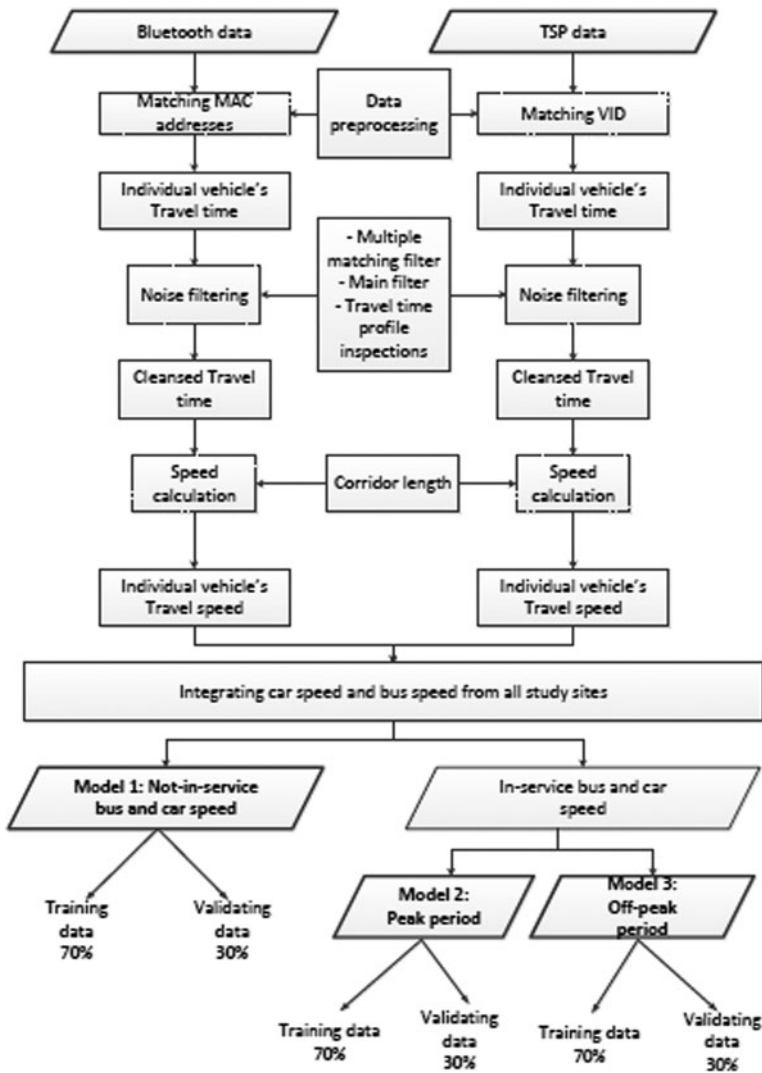 Bluetooth data
TSP data
Matching MAC
addresses
Data
preprocessing
Matching VID
Individual vehicle's
Travel time
Individual vehicle's
Travel time
- Multiple
matching filter
- Main filter
- Travel time
profile
inspections
Noise filtering
Noise filtering
Cleansed Travel
time
Cleansed Travel
time
Speed
calculation
Corridor length
Speed
calculation
Individual vehicle's
Travel speed
Individual vehicle's
Travel speed
Integrating car speed and bus speed from all study sites
Model 1: Not-in-service
bus and car speed
In-service bus and car
speed
Training
data
70%
Validating
data
30%
Model 2:
Peak period
Model 3:
Off-peak
period
Training data
70%
Validating
data
30%
Training data
70%
Validating
data
30%